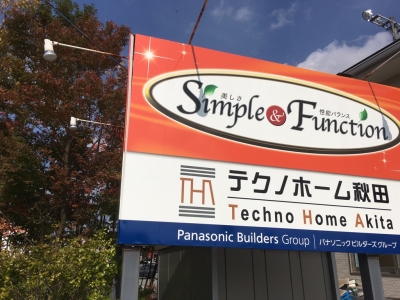 美しさ 性能バランス
Simple & Function
THA テクノホーム秋田
Techno Home Akita
Panasonic Builders Group パナソニック ビルダーズ グループ